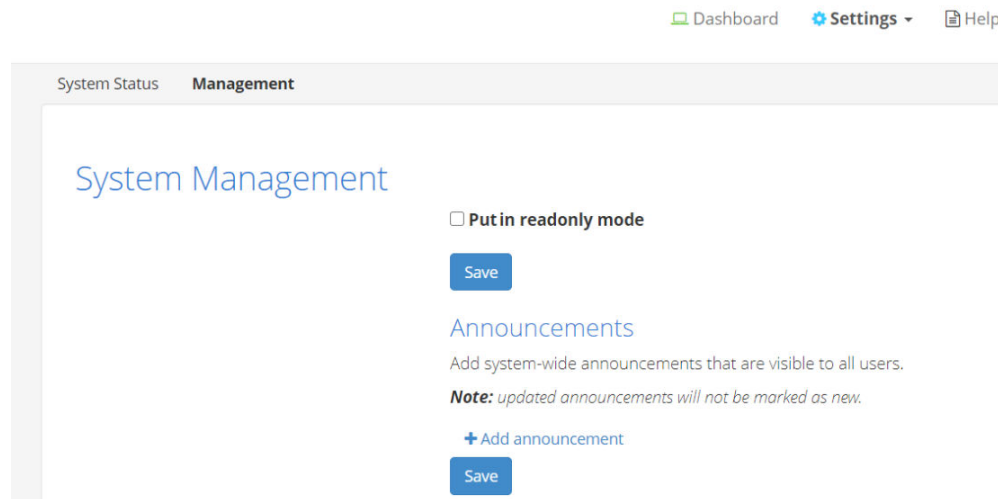 Dashboard Settings Help
System Status Management
System Management
Put in readonly mode
Save
Announcements
Add system-wide announcements that are visible to all users.
Note: updated announcements will not be marked as new.
Add announcement
Save